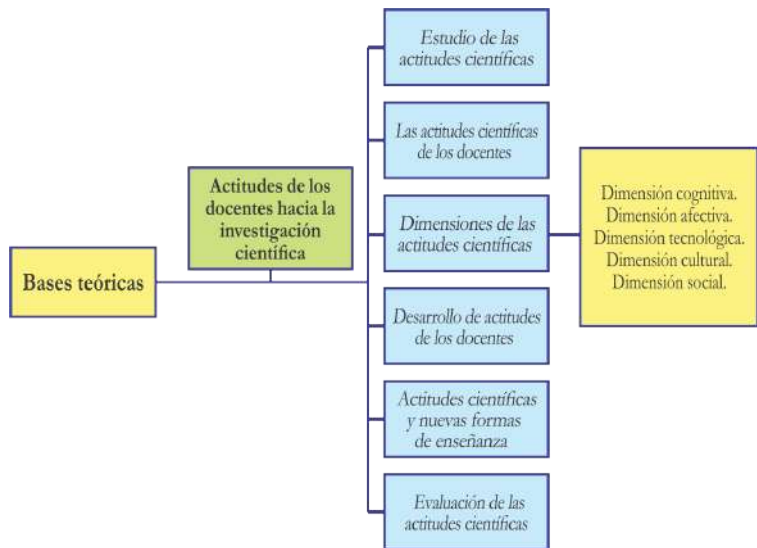 Bases teóricas
Actitudes de los
docentes hacia la
investigación
científica
Estudio de las
actitudes científicas
Las actitudes científicas
de los docentes
Dimensiones de las
actitudes científicas
Desarrollo de actitudes
de los docentes
Actitudes científicas
y nuevas formas
de enseñanza
Evaluación de las
actitudes científicas
Dimensión cognitiva.
Dimensión afectiva.
Dimensión tecnológica.
Dimensión cultural.
Dimensión social.